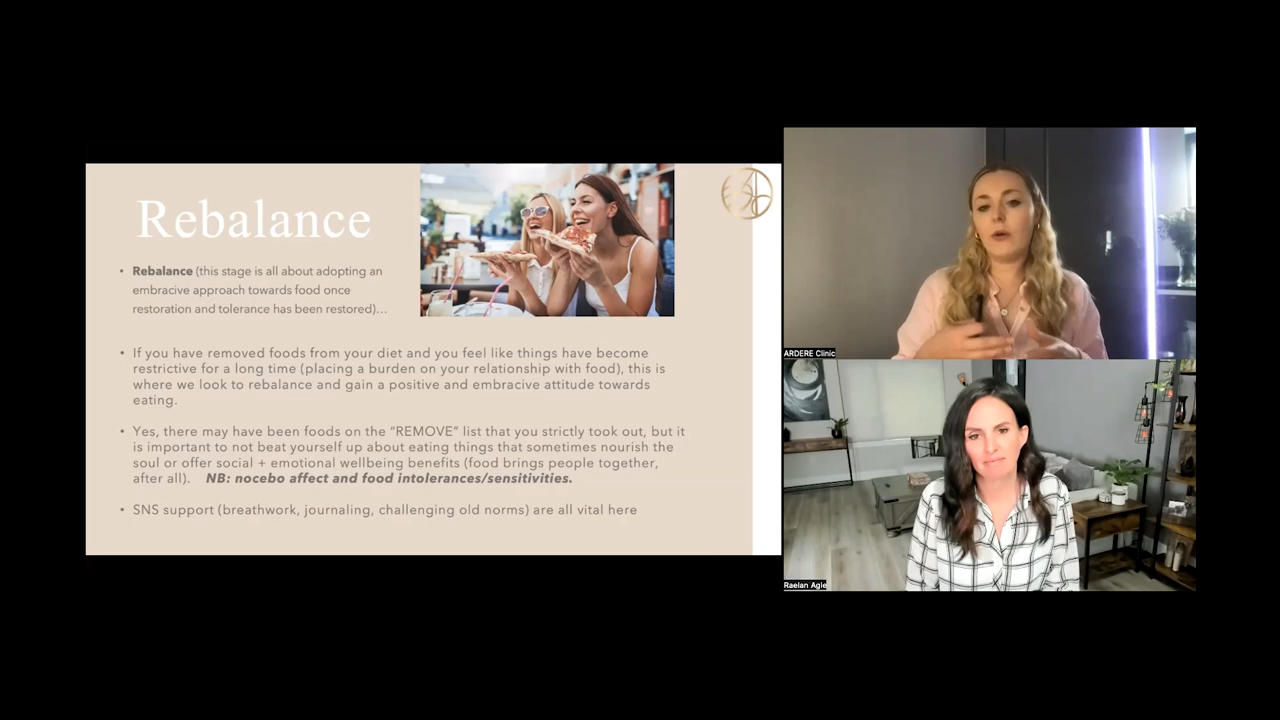 Rebalance
• Rebalance (this stage is all about adopting an
embracive approach towards food once
restoration and tolerance has been restored)…
• If you have removed foods from your diet and you feel like things have become
restrictive for a long time (placing a burden on your relationship with food), this is
where we look to rebalance and gain a positive and embracive attitude towards
eating.
• Yes, there may have been foods on the “REMOVE” list that you strictly took out, but it
is important to not beat yourself up about eating things that sometimes nourish the
soul or offer social + emotional wellbeing benefits (food brings people together,
after all). NB: nocebo affect and food intolerances/sensitivities.
• SNS support (breathwork, journaling, challenging old norms) are all vital here
ARDERE Clinic
Raelan Agle